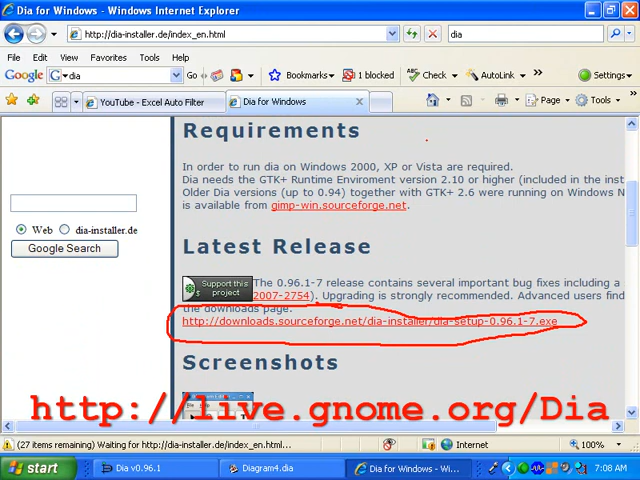 Dia for Windows - Windows Internet Explorer
http://dia-installer.de/index_en.html
dia
File Edit View Favorites Tools Help
Google
dia
Go
Bookmarks
1 blocked
Check
AutoLink
Settings
YouTube - Excel Auto Filter
Dia for Windows
Page
Tools
Requirements
In order to run dia on Windows 2000, XP or Vista are required.
Dia needs the GTK+ Runtime Enviroment version 2.10 or higher (included in the inst
Older Dia versions (up to 0.94) together with GTK+ 2.6 were running on Windows N
is available from gimp-win.sourceforge.net.
Web dia-installer.de
Google Search
Latest Release
Support this
project
The 0.96.1-7 release contains several important bug fixes including a
2007-2754). Upgrading is strongly recommended. Advanced users find
the downloads page.
http://downloads.sourceforge.net/dia-installer/dia-setup-0.96.1-7.exe
Screenshots
http://live.gnome.org/Dia
(27 items remaining) Waiting for http://dia-installer.de/index_en.html...
Internet
100%
start
Dia v0.96.1
Diagram4.dia
Dia for Windows - Wi...
7:08 AM